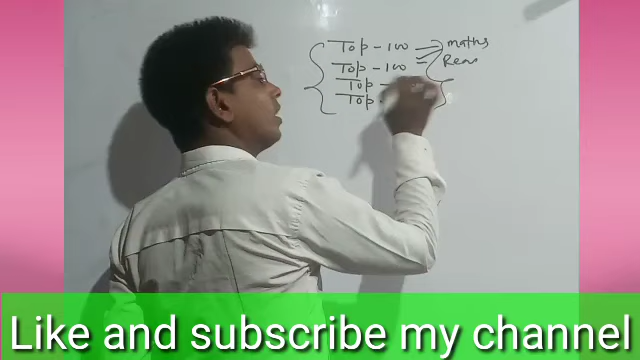 Top - 100 = maths
Top - 100 = Reas
Top -
Top -
Like and subscribe my channel